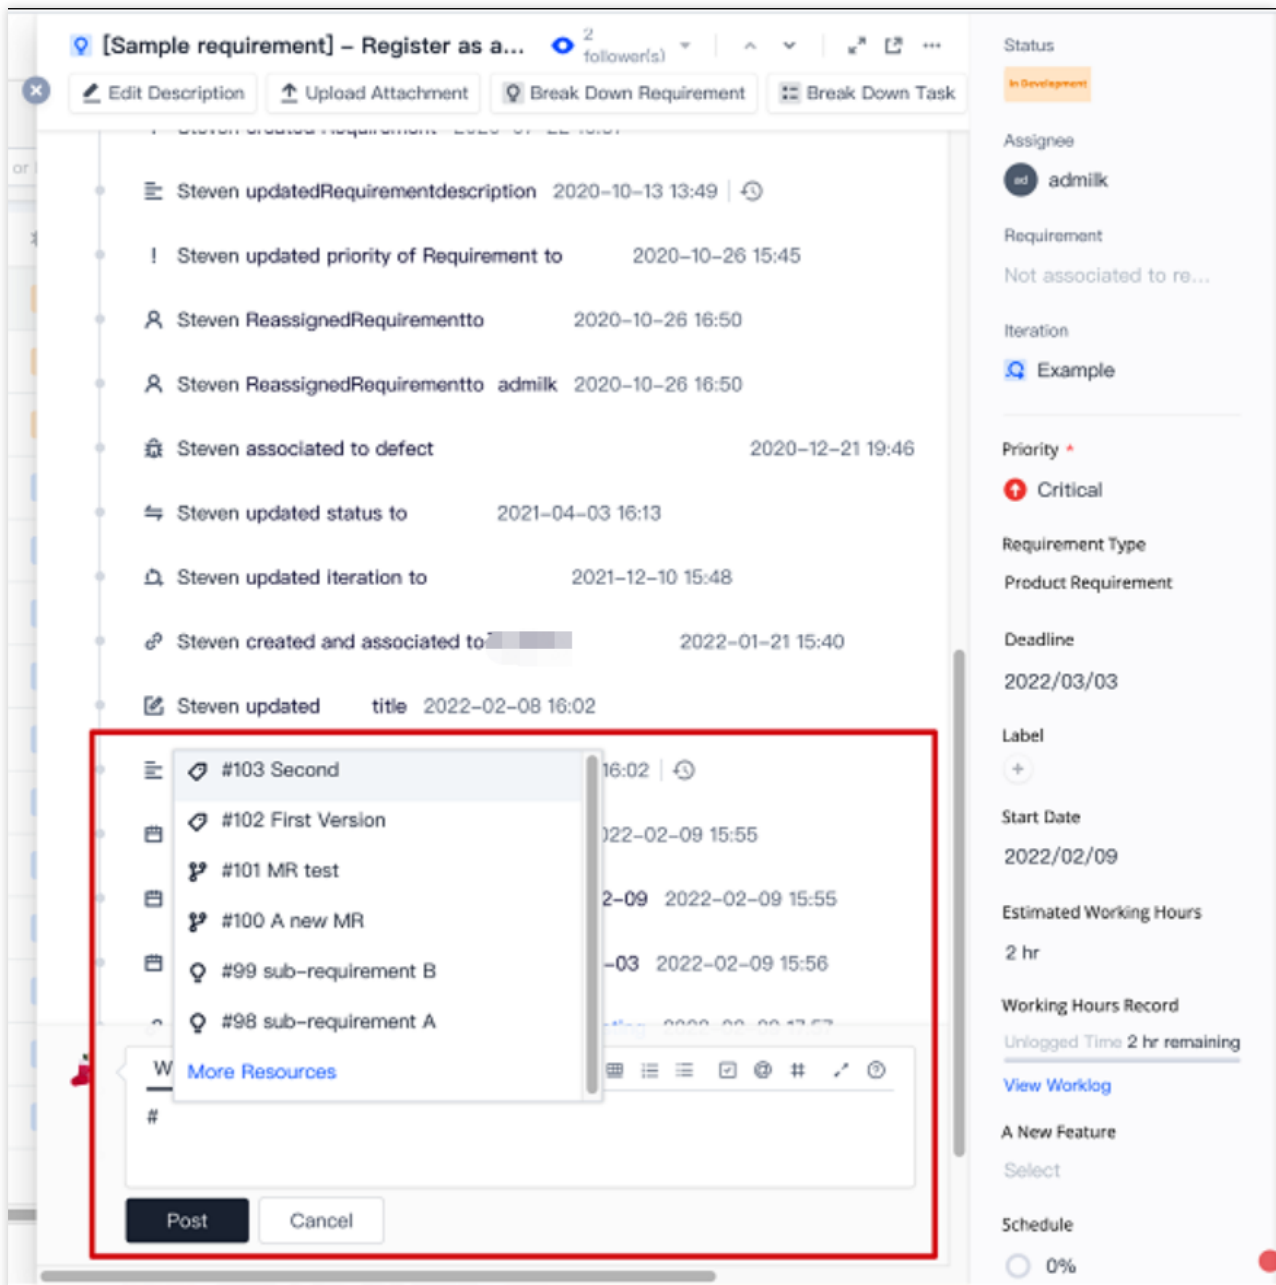 [Sample requirement] – Register as a...
2
follower(s)
Edit Description
Upload Attachment
Break Down Requirement
Break Down Task
or
Steven created Requirement
Steven updatedRequirementdescription 2020-10-13 13:49
Steven updated priority of Requirement to 2020-10-26 15:45
Steven ReassignedRequirementto 2020-10-26 16:50
Steven ReassignedRequirementto admilk 2020-10-26 16:50
Steven associated to defect 2020-12-21 19:46
Steven updated status to 2021-04-03 16:13
Steven updated iteration to 2021-12-10 15:48
Steven created and associated to 2022-01-21 15:40
Steven updated title 2022-02-08 16:02
#103 Second
16:02
#102 First Version
022-02-09 15:55
#101 MR test
2-09 2022-02-09 15:55
#100 A new MR
-03 2022-02-09 15:56
#99 sub-requirement B
#98 sub-requirement A
More Resources
W
#
Post
Cancel
Status
In Development
Assignee
ad
admilk
Requirement
Not associated to re...
Iteration
Example
Priority *
Critical
Requirement Type
Product Requirement
Deadline
2022/03/03
Label
+
Start Date
2022/02/09
Estimated Working Hours
2 hr
Working Hours Record
Unlogged Time 2 hr remaining
View Worklog
A New Feature
Select
Schedule
0%